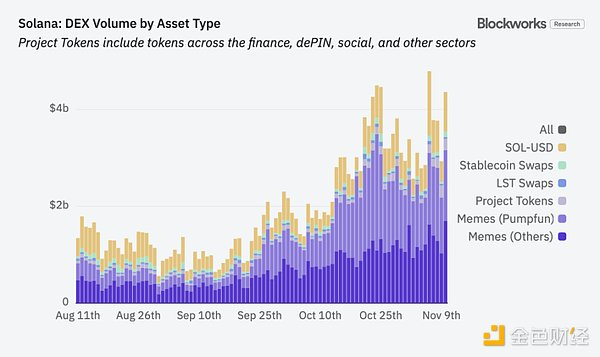 Solana: DEX Volume by Asset Type
Blockworks Research
Project Tokens include tokens across the finance, dePIN, social, and other sectors
$4b
$2b
0
Aug 11th Aug 26th Sep 10th Sep 25th Oct 10th Oct 25th Nov 9th
All
SOL-USD
Stablecoin Swaps
LST Swaps
Project Tokens
Memes (Pumpfun)
Memes (Others)
金色财经